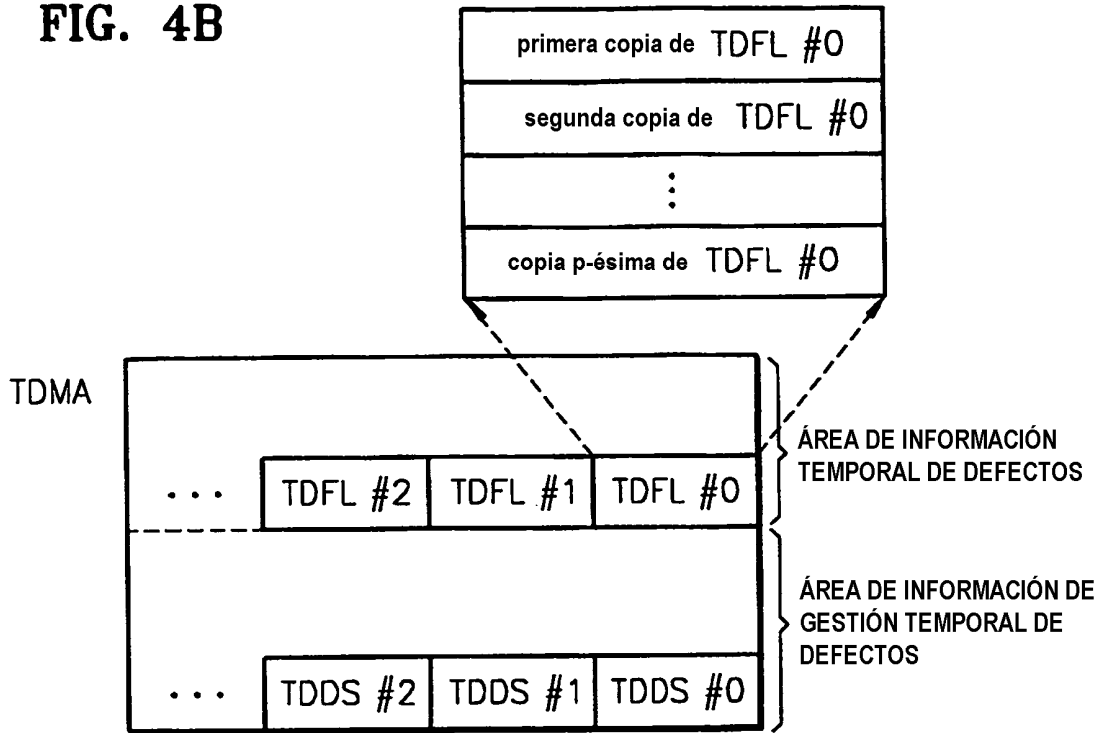 FIG. 4B
primera copia de TDFL #0
segunda copia de TDFL #0
⋮
copia p-ésima de TDFL #0
TDMA
ÁREA DE INFORMACIÓN
TEMPORAL DE DEFECTOS
... TDFL #2 TDFL #1 TDFL #0
ÁREA DE INFORMACIÓN DE
GESTIÓN TEMPORAL DE
DEFECTOS
... TDDS #2 TDDS #1 TDDS #0